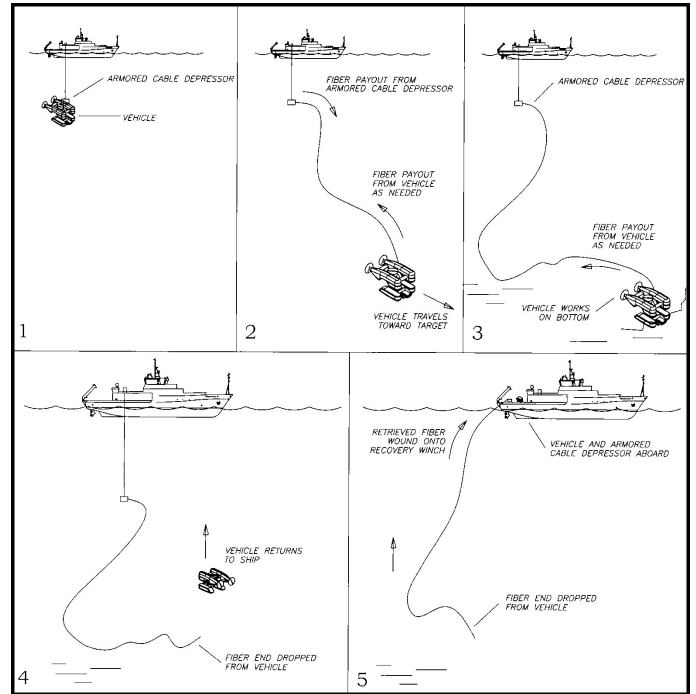 ARMORED CABLE DEPRESSOR
VEHICLE
1
FIBER PAYOUT FROM
ARMORED CABLE DEPRESSOR
FIBER PAYOUT
FROM VEHICLE
AS NEEDED
VEHICLE TRAVELS
TOWARD TARGET
2
ARMORED CABLE DEPRESSOR
FIBER PAYOUT
FROM VEHICLE
AS NEEDED
VEHICLE WORKS
ON BOTTOM
3
VEHICLE RETURNS
TO SHIP
FIBER END DROPPED
FROM VEHICLE
4
RETRIEVED FIBER
WOUND ONTO
RECOVERY WINCH
VEHICLE AND ARMORED
CABLE DEPRESSOR ABOARD
FIBER END DROPPED
FROM VEHICLE
5